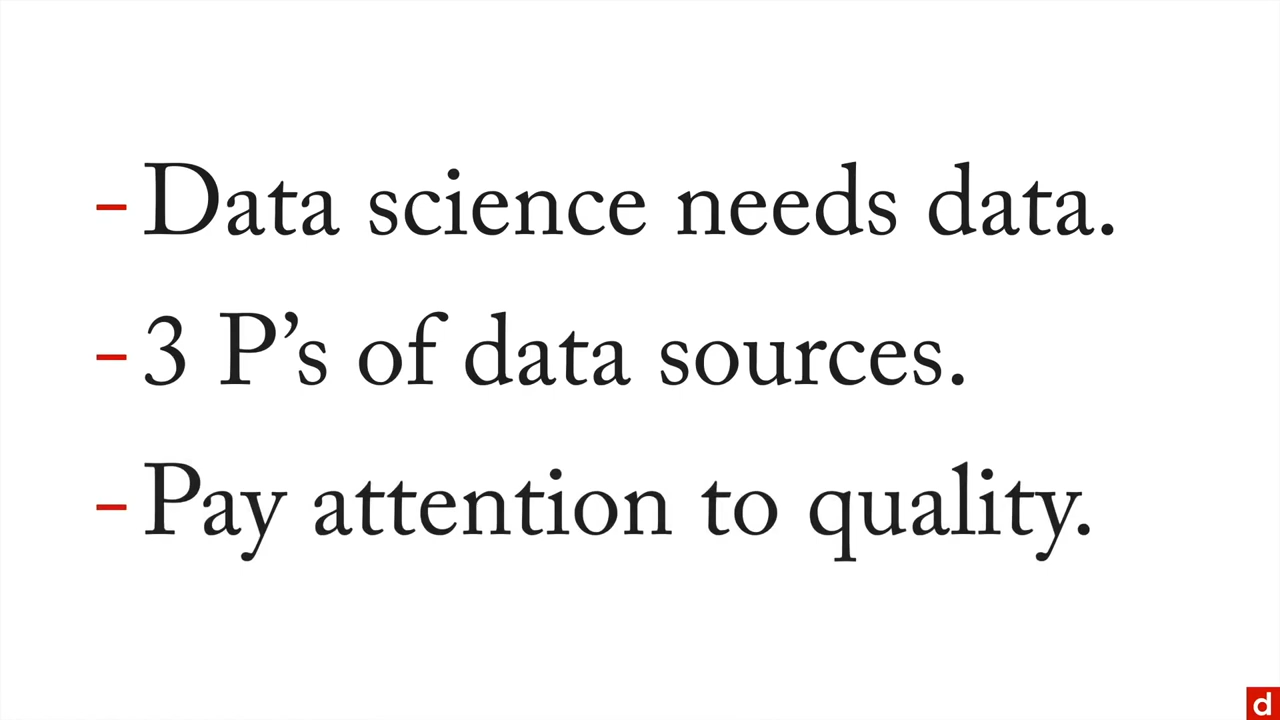 - Data science needs data.
- 3 P’s of data sources.
- Pay attention to quality.
d